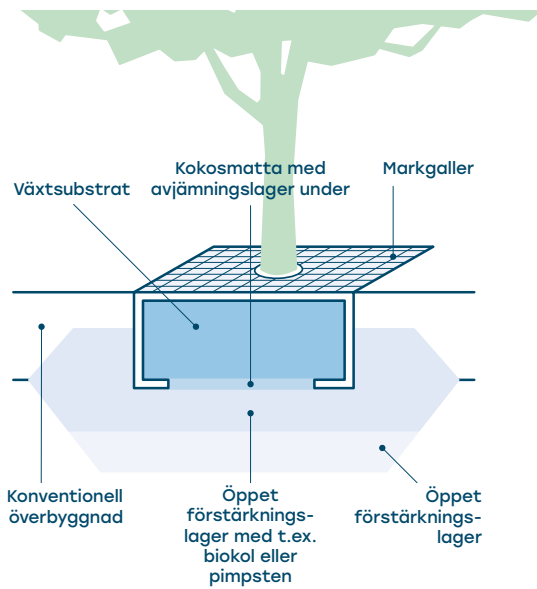 Kokosmatta med
avjämningslager under
Markgaller
Växtsubstrat
Konventionell
överbyggnad
Öppet
förstärknings-
lager med t.ex.
biokol eller
pimpsten
Öppet
förstärknings-
lager